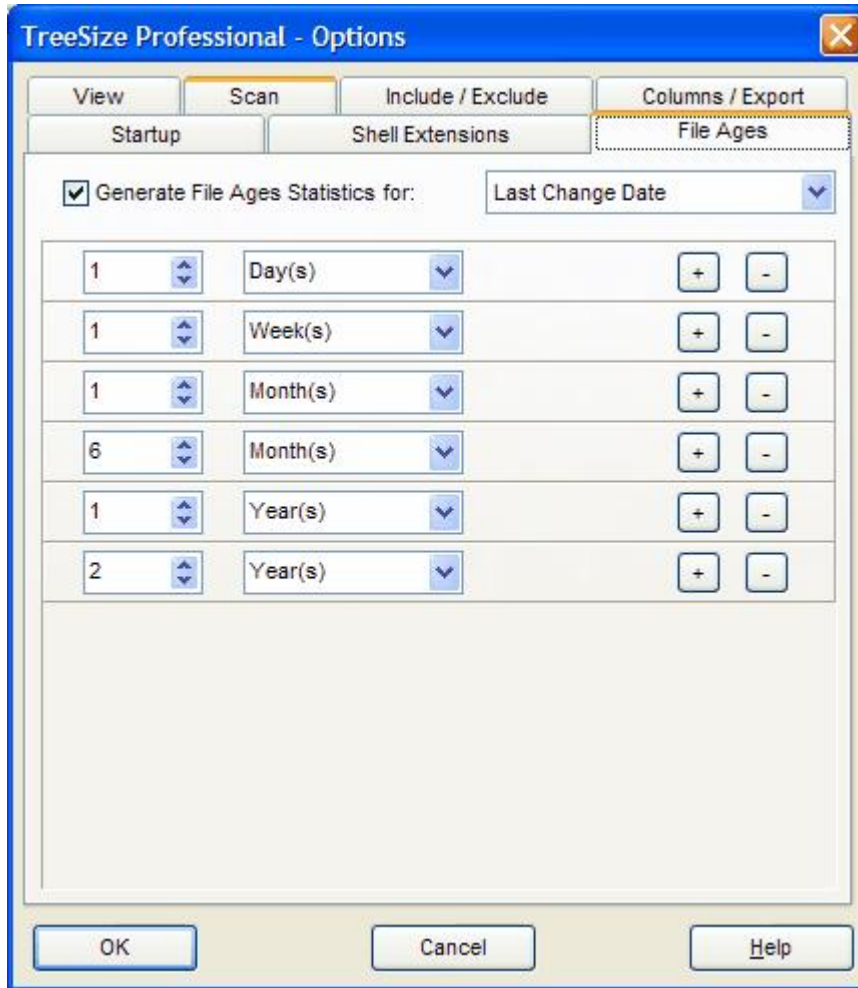 TreeSize Professional - Options
View Scan Include / Exclude Columns / Export
Startup Shell Extensions File Ages
Generate File Ages Statistics for: Last Change Date
1 Day(s) + -
1 Week(s) + -
1 Month(s) + -
6 Month(s) + -
1 Year(s) + -
2 Year(s) + -
OK Cancel Help